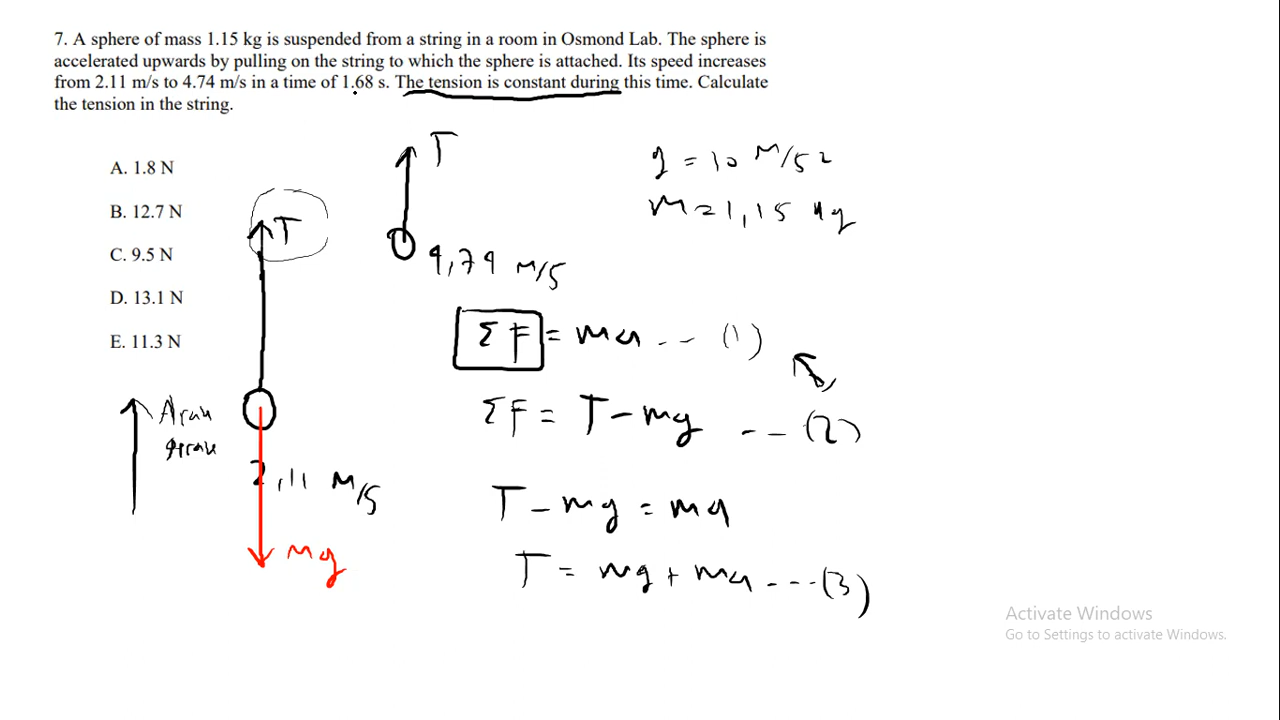 7. A sphere of mass 1.15 kg is suspended from a string in a room in Osmond Lab. The sphere is
accelerated upwards by pulling on the string to which the sphere is attached. Its speed increases
from 2.11 m/s to 4.74 m/s in a time of 1.68 s. The tension is constant during this time. Calculate
the tension in the string.
A. 1.8 N
B. 12.7 N
C. 9.5 N
D. 13.1 N
E. 11.3 N
T
T
4,74 m/s
g = 10 m/s2
m = 1,15 kg
ΣF = ma -- (1)
ΣF = T - mg -- (2)
T - mg = ma
T = mg + ma --- (3)
Arah
gerak
2,11 m/s
mg
Activate Windows
Go to Settings to activate Windows.